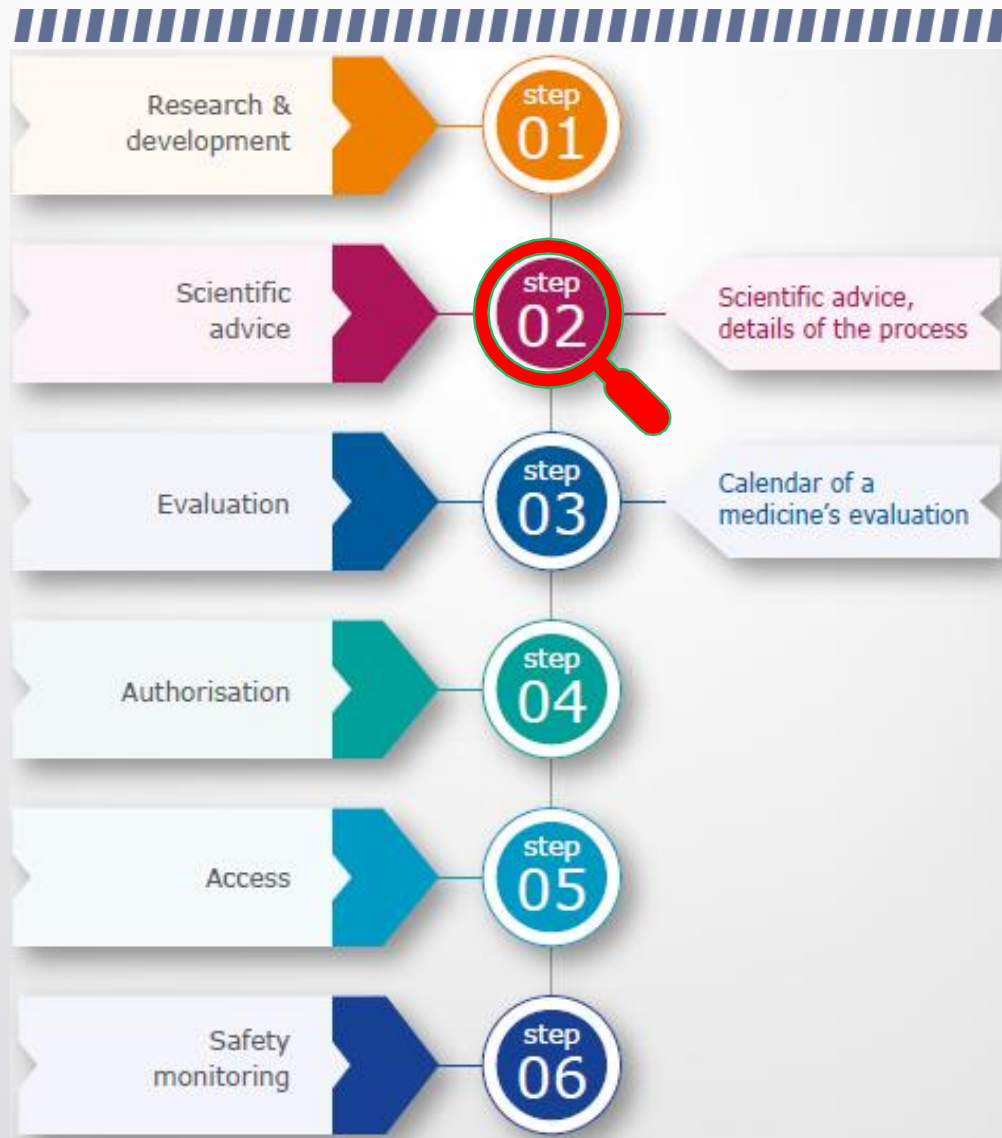 Research &
development
step
01
Scientific
advice
step
02
Scientific advice,
details of the process
Evaluation
step
03
Calendar of a
medicine’s evaluation
Authorisation
step
04
Access
step
05
Safety
monitoring
step
06